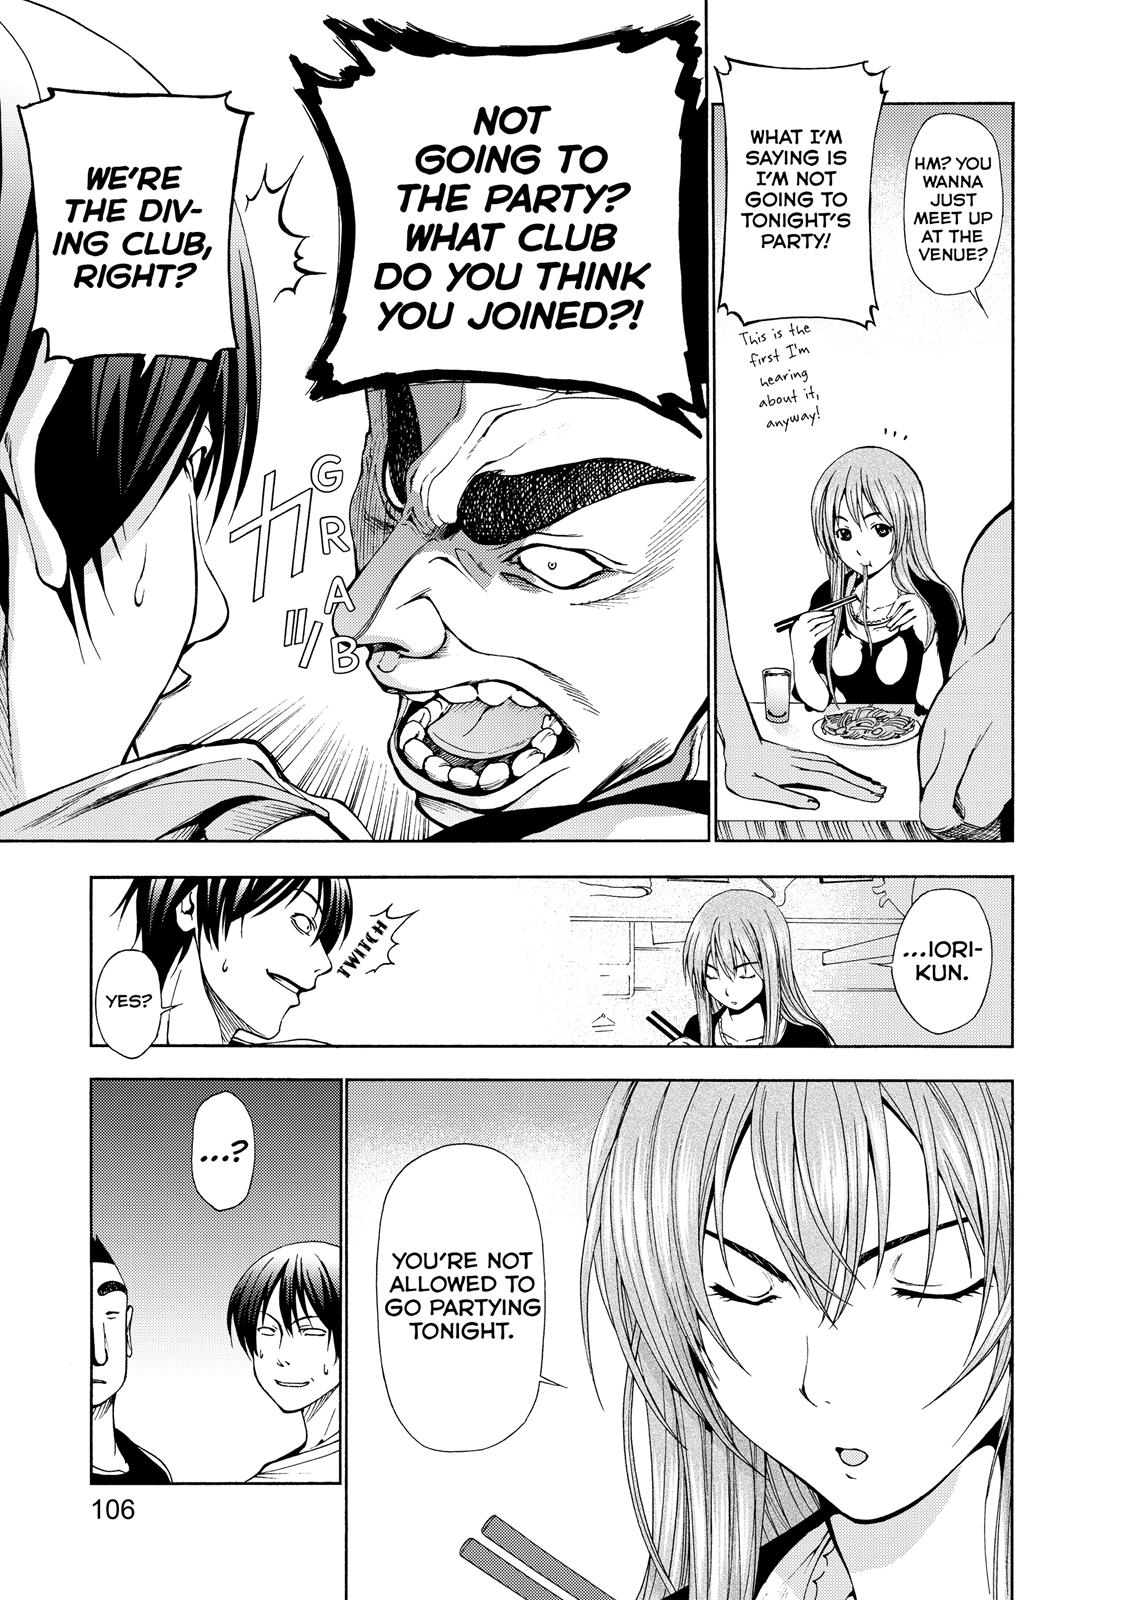 HM? YOU
WANNA
JUST
MEET UP
AT THE
VENUE?
WHAT I'M
SAYING IS
I'M NOT
GOING TO
TONIGHT'S
PARTY!
This is the
first I'm
hearing
about it,
anyway!
NOT
GOING TO
THE PARTY?
WHAT CLUB
DO YOU THINK
YOU JOINED?!
GRAB
ガッ
WE'RE
THE DIV-
ING CLUB,
RIGHT?
...IORI-
KUN.
TWITCH
YES?
YOU'RE NOT
ALLOWED TO
GO PARTYING
TONIGHT.
...?
106